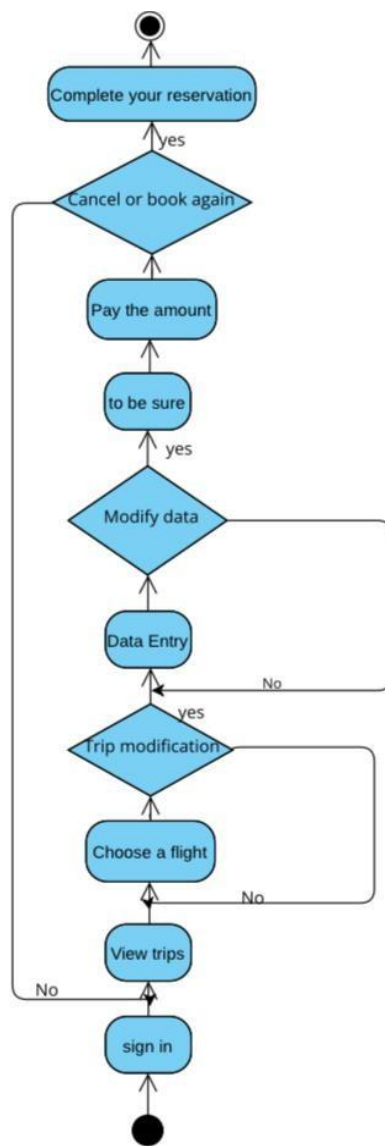 Complete your reservation
yes
Cancel or book again
Pay the amount
to be sure
yes
Modify data
Data Entry
No
yes
Trip modification
Choose a flight
No
View trips
No
sign in